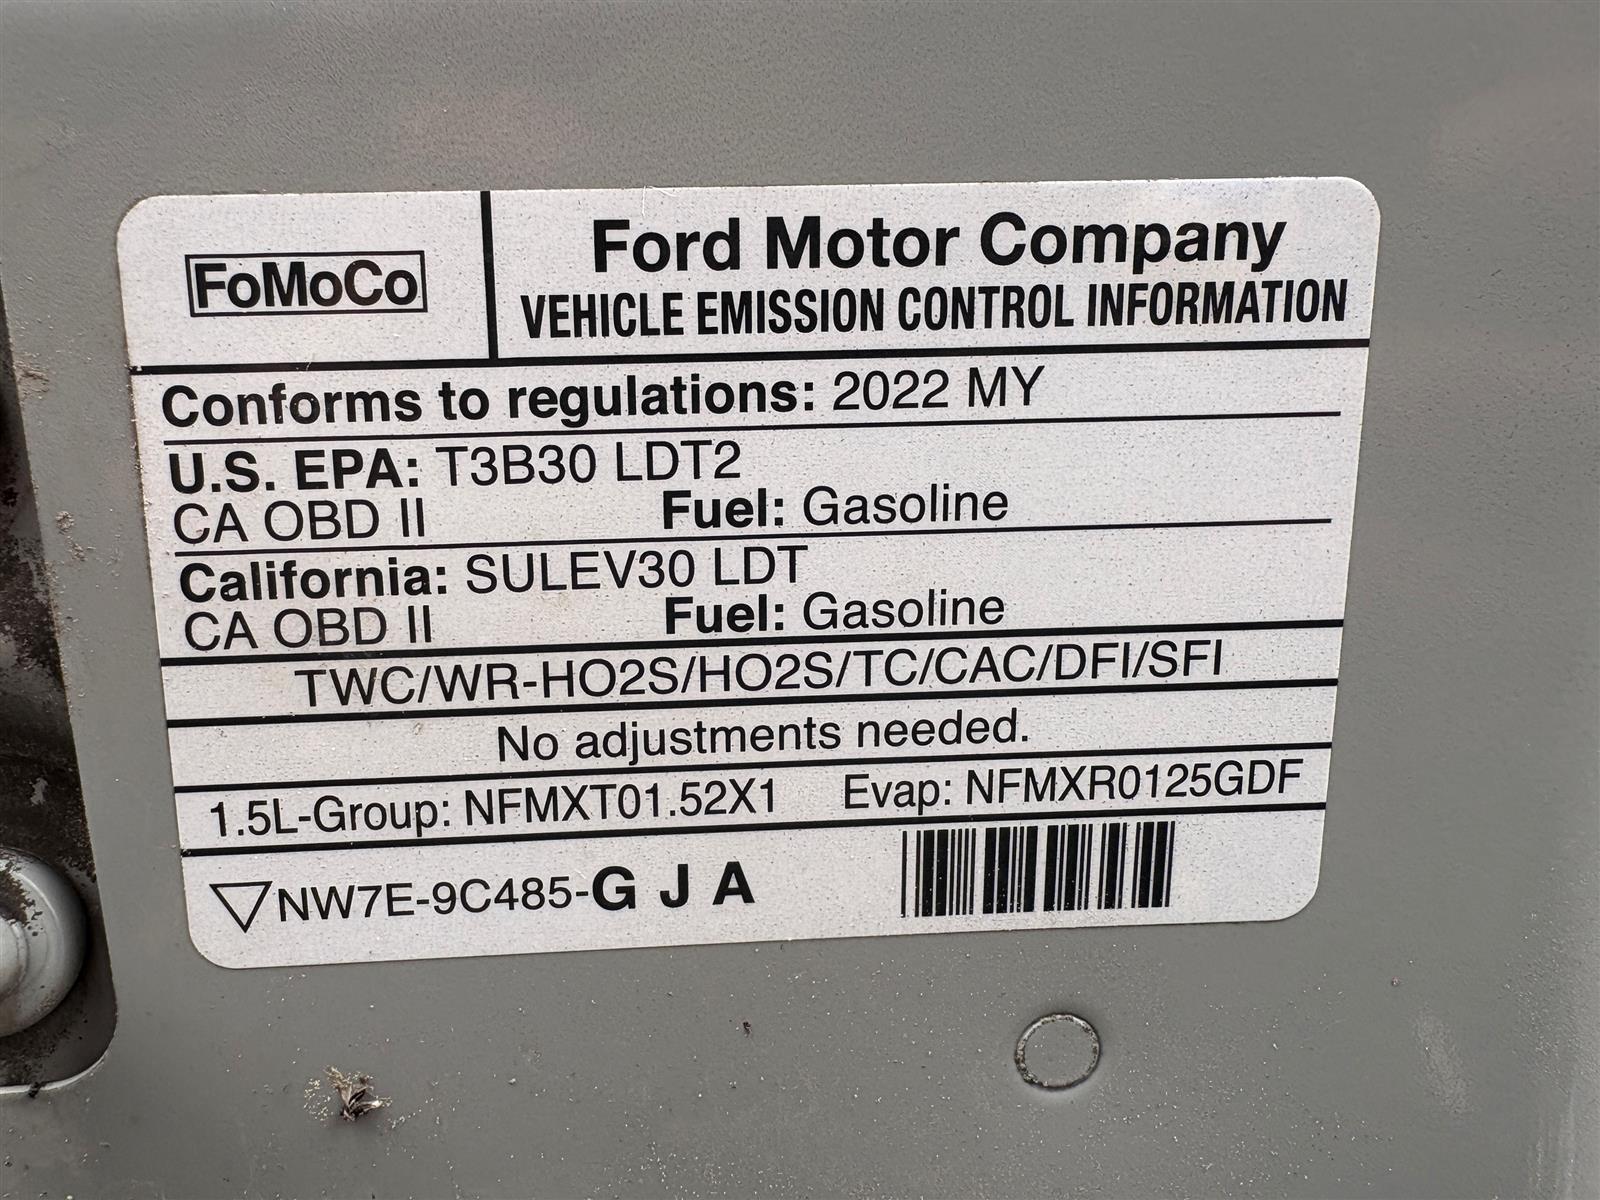 FoMoCo
Ford Motor Company
VEHICLE EMISSION CONTROL INFORMATION
Conforms to regulations: 2022 MY
U.S. EPA: T3B30 LDT2
CA OBD II Fuel: Gasoline
California: SULEV30 LDT
CA OBD II Fuel: Gasoline
TWC/WR-HO2S/HO2S/TC/CAC/DFI/SFI
No adjustments needed.
1.5L-Group: NFMXT01.52X1 Evap: NFMXR0125GDF
NW7E-9C485-G J A